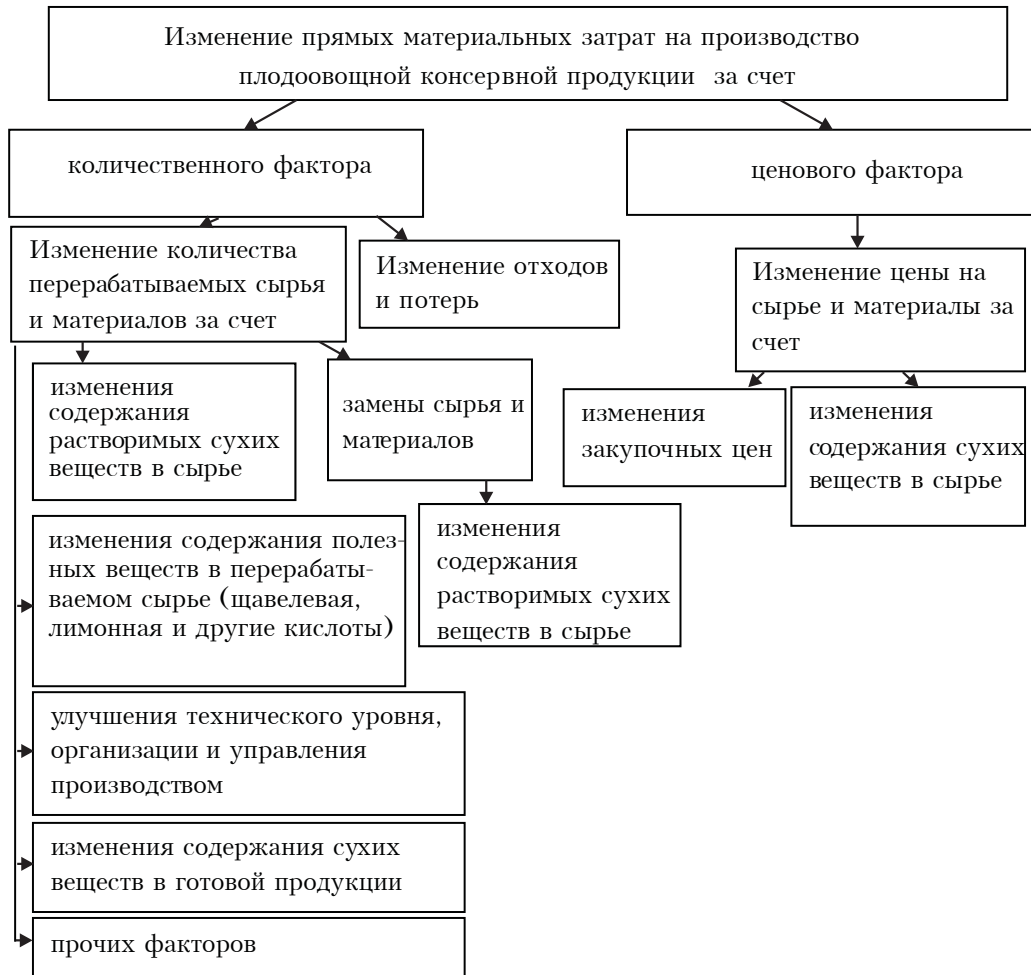 Изменение прямых материальных затрат на производство
плодоовощной консервной продукции за счет
количественного фактора
ценового фактора
Изменение количества
перерабатываемых сырья
и материалов за счет
Изменение отходов
и потерь
Изменение цены на
сырье и материалы за
счет
изменения
содержания
растворимых сухих
веществ в сырье
замены сырья и
материалов
изменения
закупочных цен
изменения
содержания сухих
веществ в сырье
изменения содержания полез-
ных веществ в перерабаты-
ваемом сырье (щавелевая,
лимонная и другие кислоты)
изменения
содержания
растворимых сухих
веществ в сырье
улучшения технического уровня,
организации и управления
производством
изменения содержания сухих
веществ в готовой продукции
прочих факторов